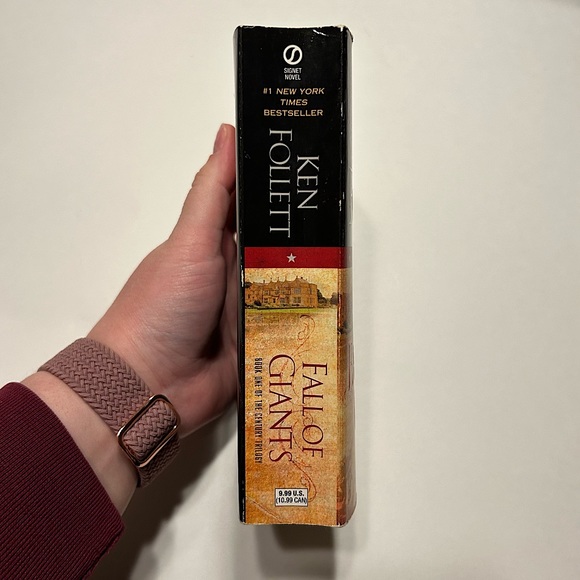 SIGNET
NOVEL
#1 NEW YORK
TIMES
BESTSELLER
KEN
FOLLETT
FALL OF
GIANTS
BOOK ONE OF THE CENTURY TRILOGY
9.99 U.S.
(10.99 CAN)